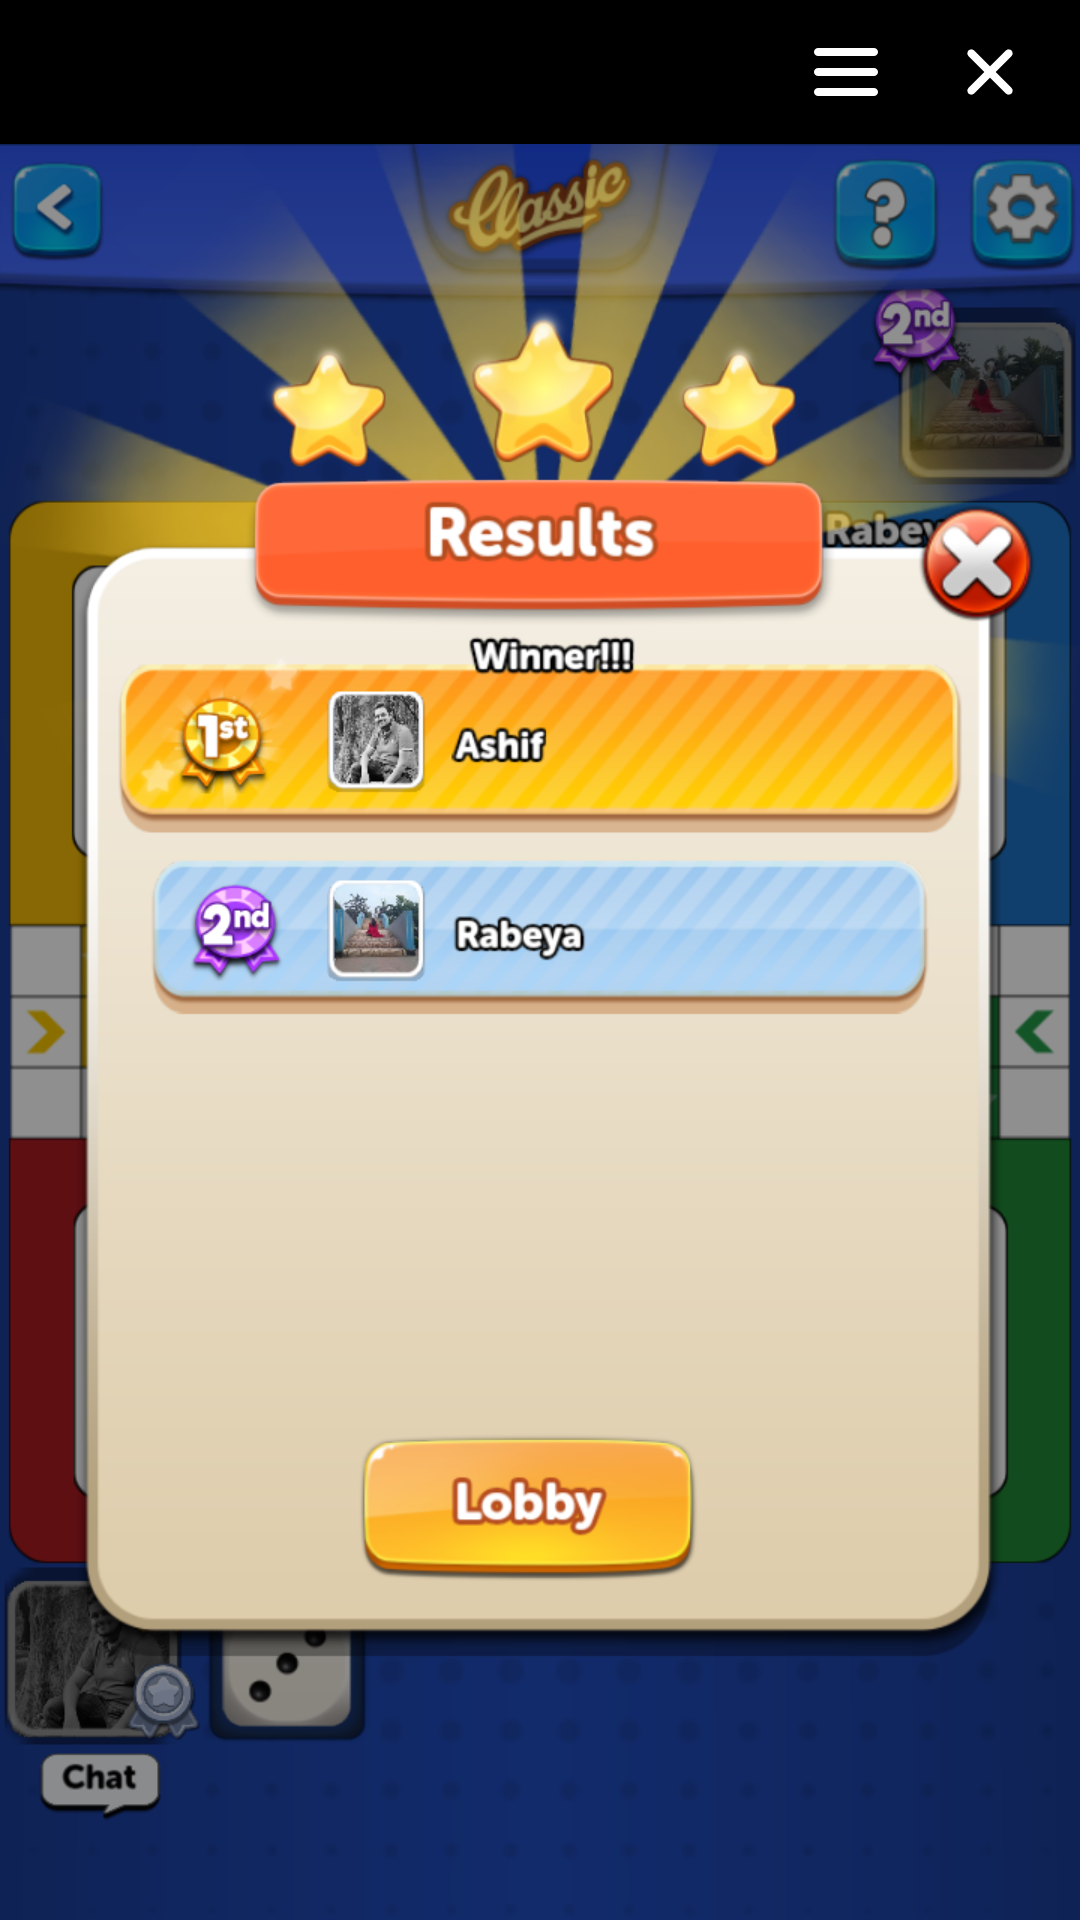 Classic
?
2nd
Results
Winner!!!
1st
Ashif
2nd
Rabeya
Lobby
Chat